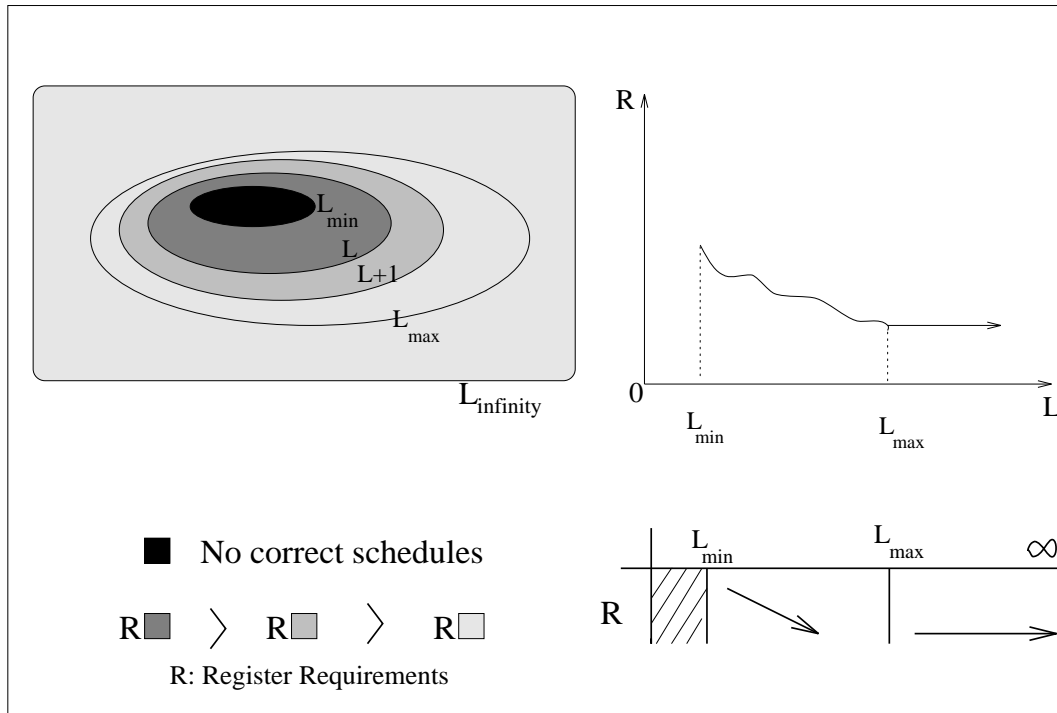 L min
L
L+1
L max
L infinity
R
0
L
L min
L max
No correct schedules
R > R > R
R: Register Requirements
L min
L max
∞
R